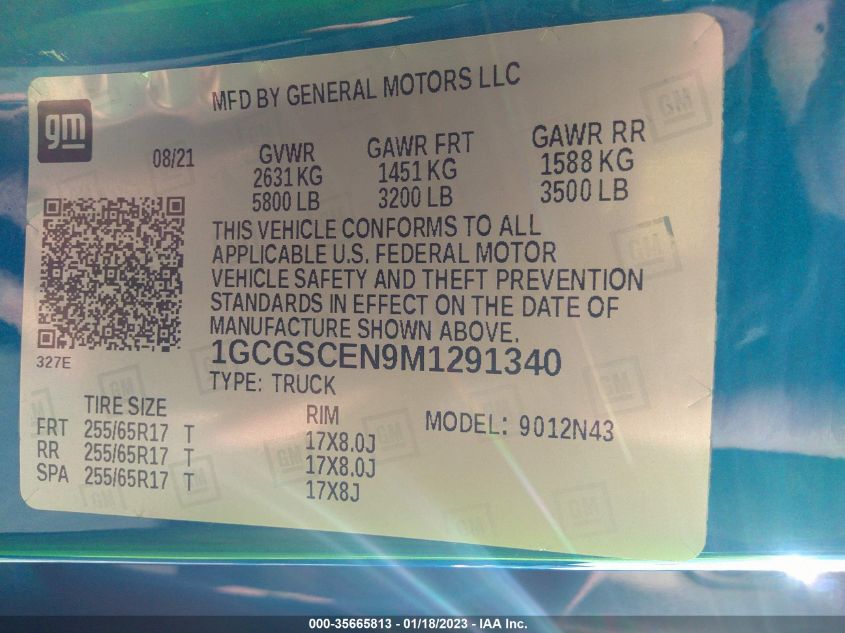 MFD BY GENERAL MOTORS LLC
gm
08/21
GVWR GAWR FRT GAWR RR
2631 KG 1451 KG 1588 KG
5800 LB 3200 LB 3500 LB
THIS VEHICLE CONFORMS TO ALL
APPLICABLE U.S. FEDERAL MOTOR
VEHICLE SAFETY AND THEFT PREVENTION
STANDARDS IN EFFECT ON THE DATE OF
MANUFACTURE SHOWN ABOVE.
327E
1GCGSCEN9M1291340
TYPE: TRUCK
TIRE SIZE RIM MODEL: 9012N43
FRT 255/65R17 T 17X8.0J
RR 255/65R17 T 17X8.0J
SPA 255/65R17 T 17X8J
000-35665813 - 01/18/2023 - IAA Inc.